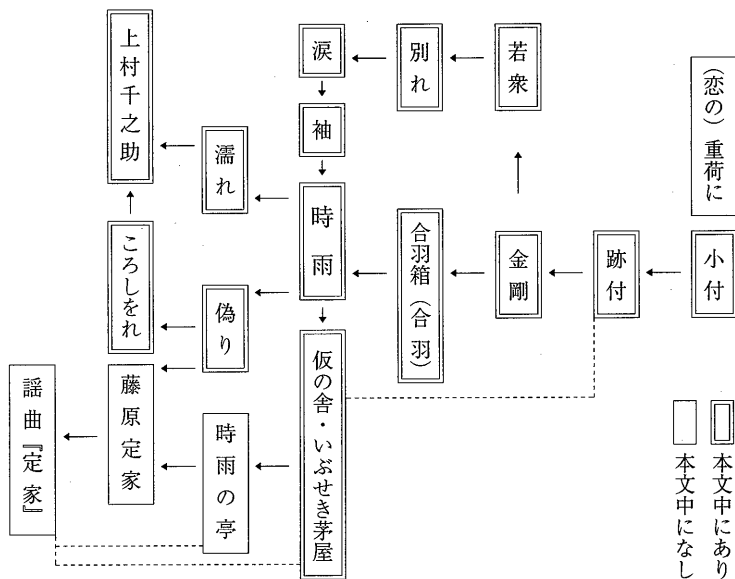 (恋の)重荷に
小付
跡付
金剛
合羽箱(合羽)
若衆
別れ
涙
袖
時雨
仮の舎・いぶせき茅屋
濡れ
偽り
時雨の亭
上村千之助
ころしをれ
藤原定家
謡曲『定家』
本文中にあり
本文中になし